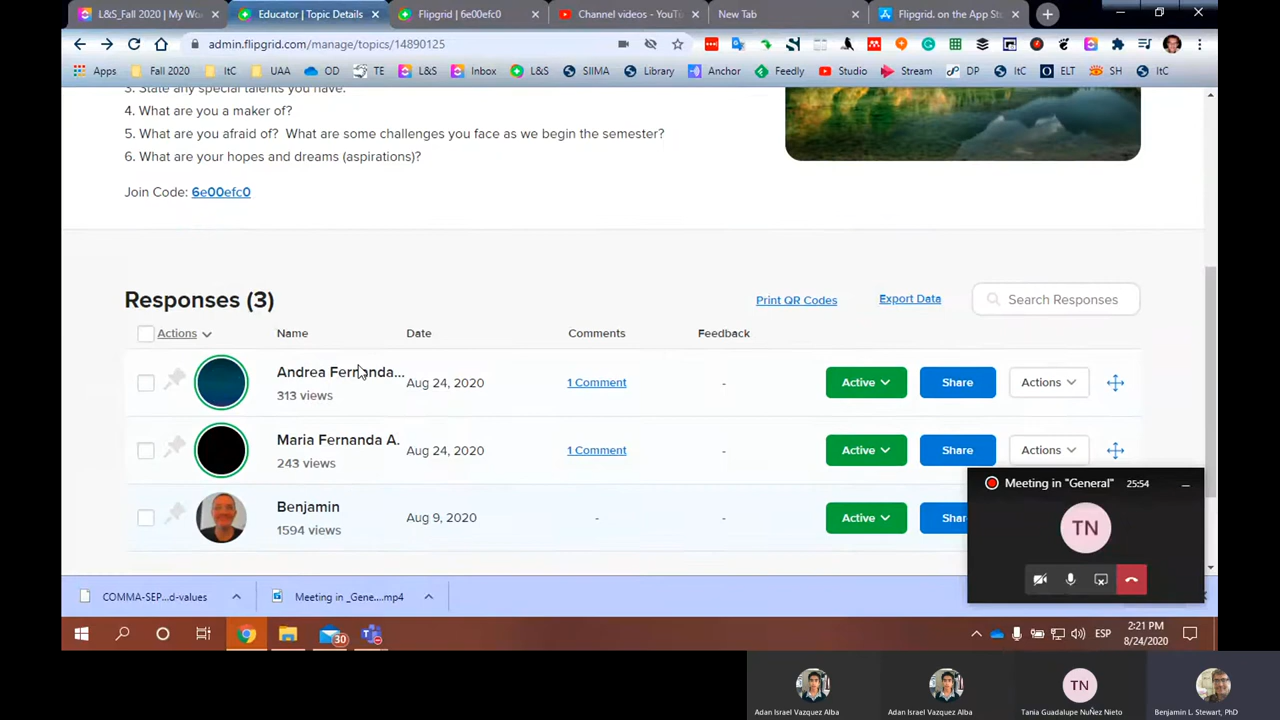 L&S_Fall 2020 | My Wo
Educator | Topic Details
Flipgrid | 6e00efc0
Channel videos - YouTu
New Tab
Flipgrid. on the App St
admin.flipgrid.com/manage/topics/14890125
Apps
Fall 2020
ItC
UAA
OD
TE
L&S
Inbox
L&S
SIIMA
Library
Anchor
Feedly
Studio
Stream
DP
ItC
ELT
SH
ItC
3. State any special talents you have.
4. What are you a maker of?
5. What are you afraid of? What are some challenges you face as we begin the semester?
6. What are your hopes and dreams (aspirations)?
Join Code: 6e00efc0
Responses (3)
Print QR Codes
Export Data
Search Responses
Actions
Name
Date
Comments
Feedback
Andrea Fernanda...
313 views
Aug 24, 2020
1 Comment
-
Active
Share
Actions
Maria Fernanda A.
243 views
Aug 24, 2020
1 Comment
-
Active
Share
Actions
Benjamin
1594 views
Aug 9, 2020
-
-
Active
Shar
Meeting in "General"
25:54
TN
COMMA-SEP...d-values
Meeting in _Gene....mp4
30
ESP
2:21 PM
8/24/2020
TN
Adan Israel Vazquez Alba
Adan Israel Vazquez Alba
Tania Guadalupe Nuñez Nieto
Benjamin L. Stewart, PhD